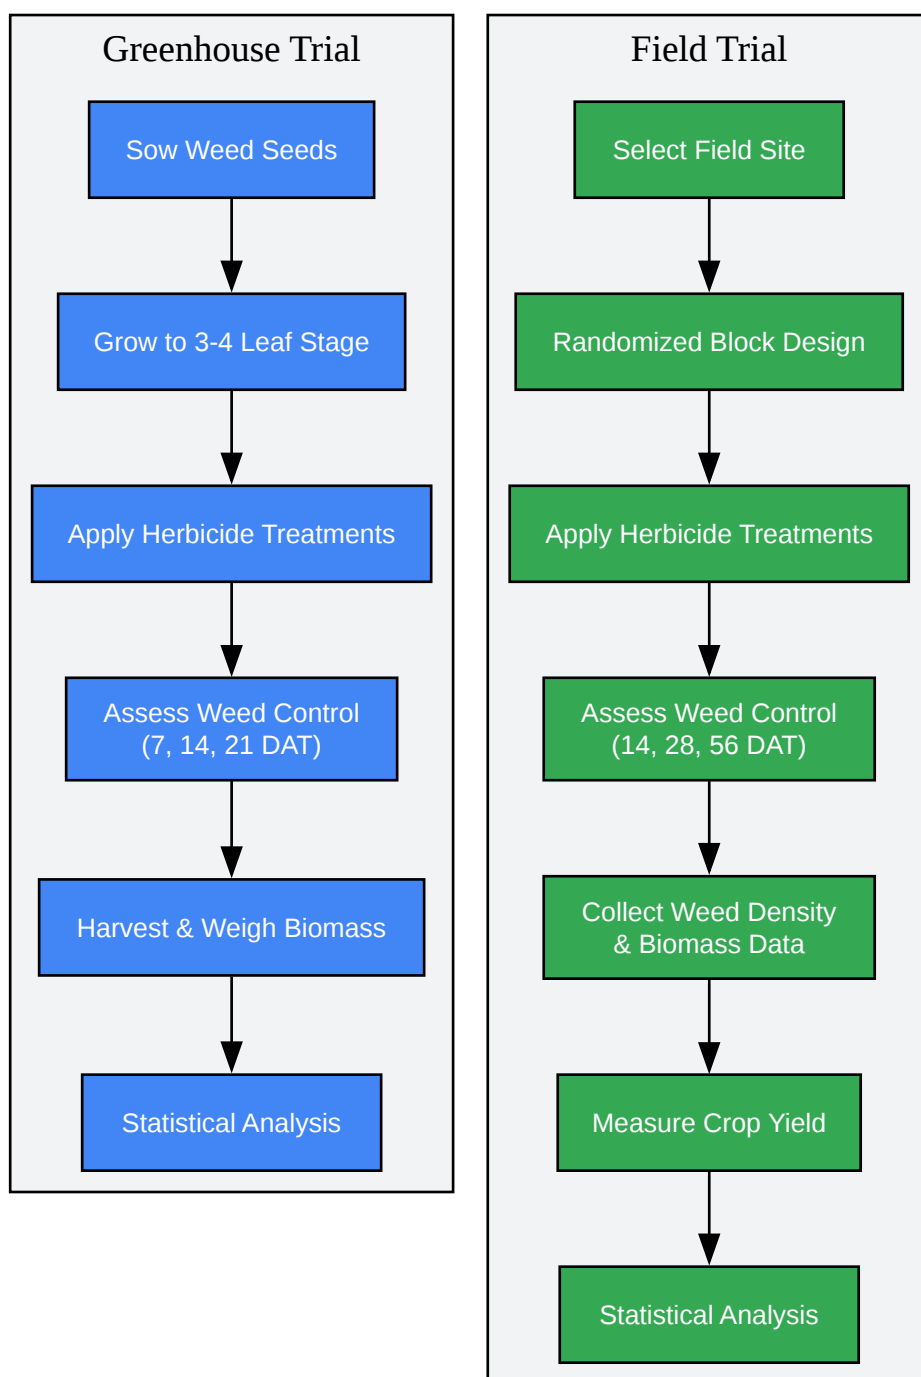 Greenhouse Trial
Sow Weed Seeds
Grow to 3-4 Leaf Stage
Apply Herbicide Treatments
Assess Weed Control
(7, 14, 21 DAT)
Harvest & Weigh Biomass
Statistical Analysis
Field Trial
Select Field Site
Randomized Block Design
Apply Herbicide Treatments
Assess Weed Control
(14, 28, 56 DAT)
Collect Weed Density
& Biomass Data
Measure Crop Yield
Statistical Analysis